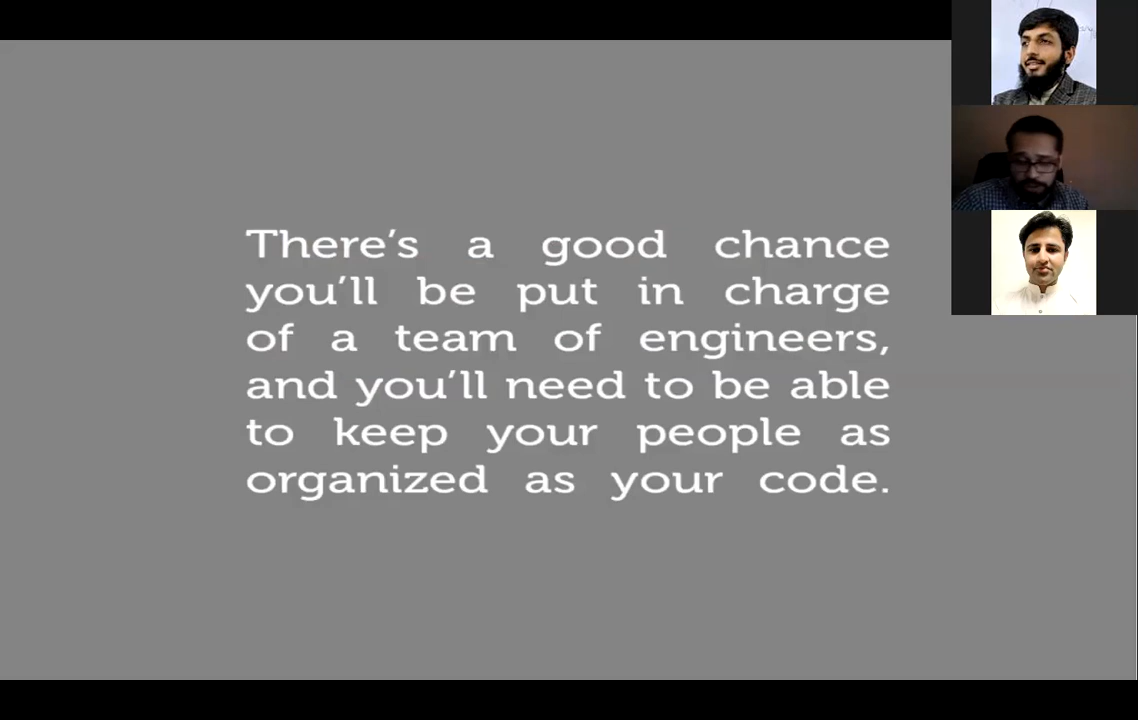 There's a good chance
you'll be put in charge
of a team of engineers,
and you'll need to be able
to keep your people as
organized as your code.